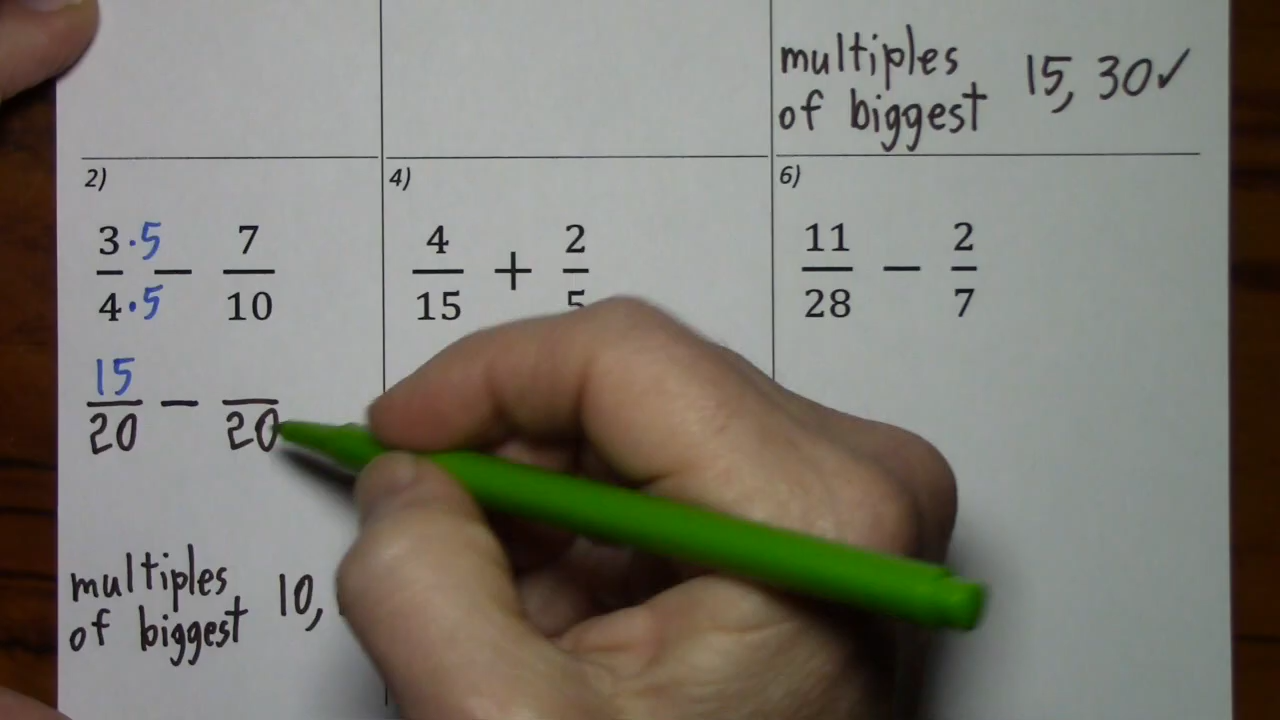 multiples
of biggest 15, 30✓
2)
3·5 / 4·5 − 7 / 10
15 / 20 − / 20
multiples
of biggest 10,
4)
4 / 15 + 2 / 5
6)
11 / 28 − 2 / 7